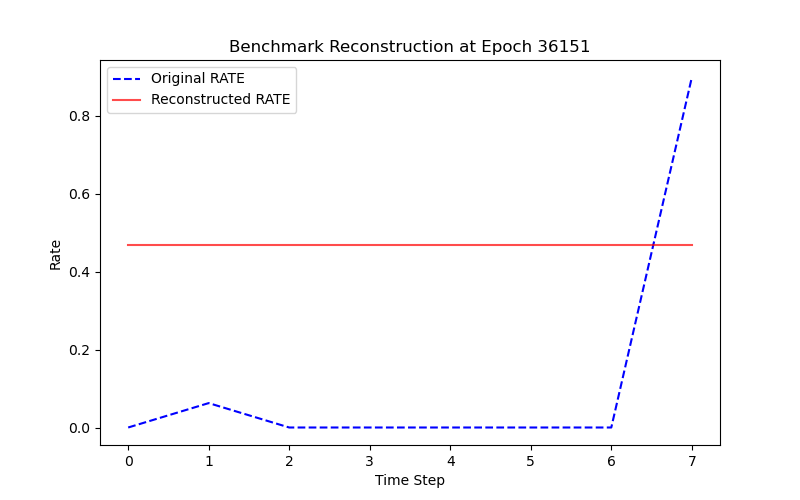 Benchmark Reconstruction at Epoch 36151
Original RATE
Reconstructed RATE
0.8
0.6
0.4
0.2
0.0
Rate
0 1 2 3 4 5 6 7
Time Step